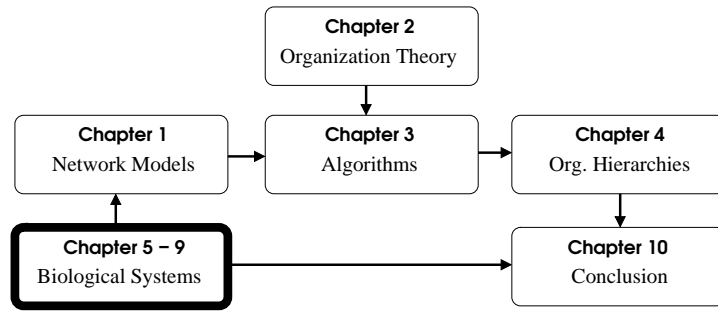 Chapter 2
Organization Theory
Chapter 1
Network Models
Chapter 3
Algorithms
Chapter 4
Org. Hierarchies
Chapter 5 – 9
Biological Systems
Chapter 10
Conclusion